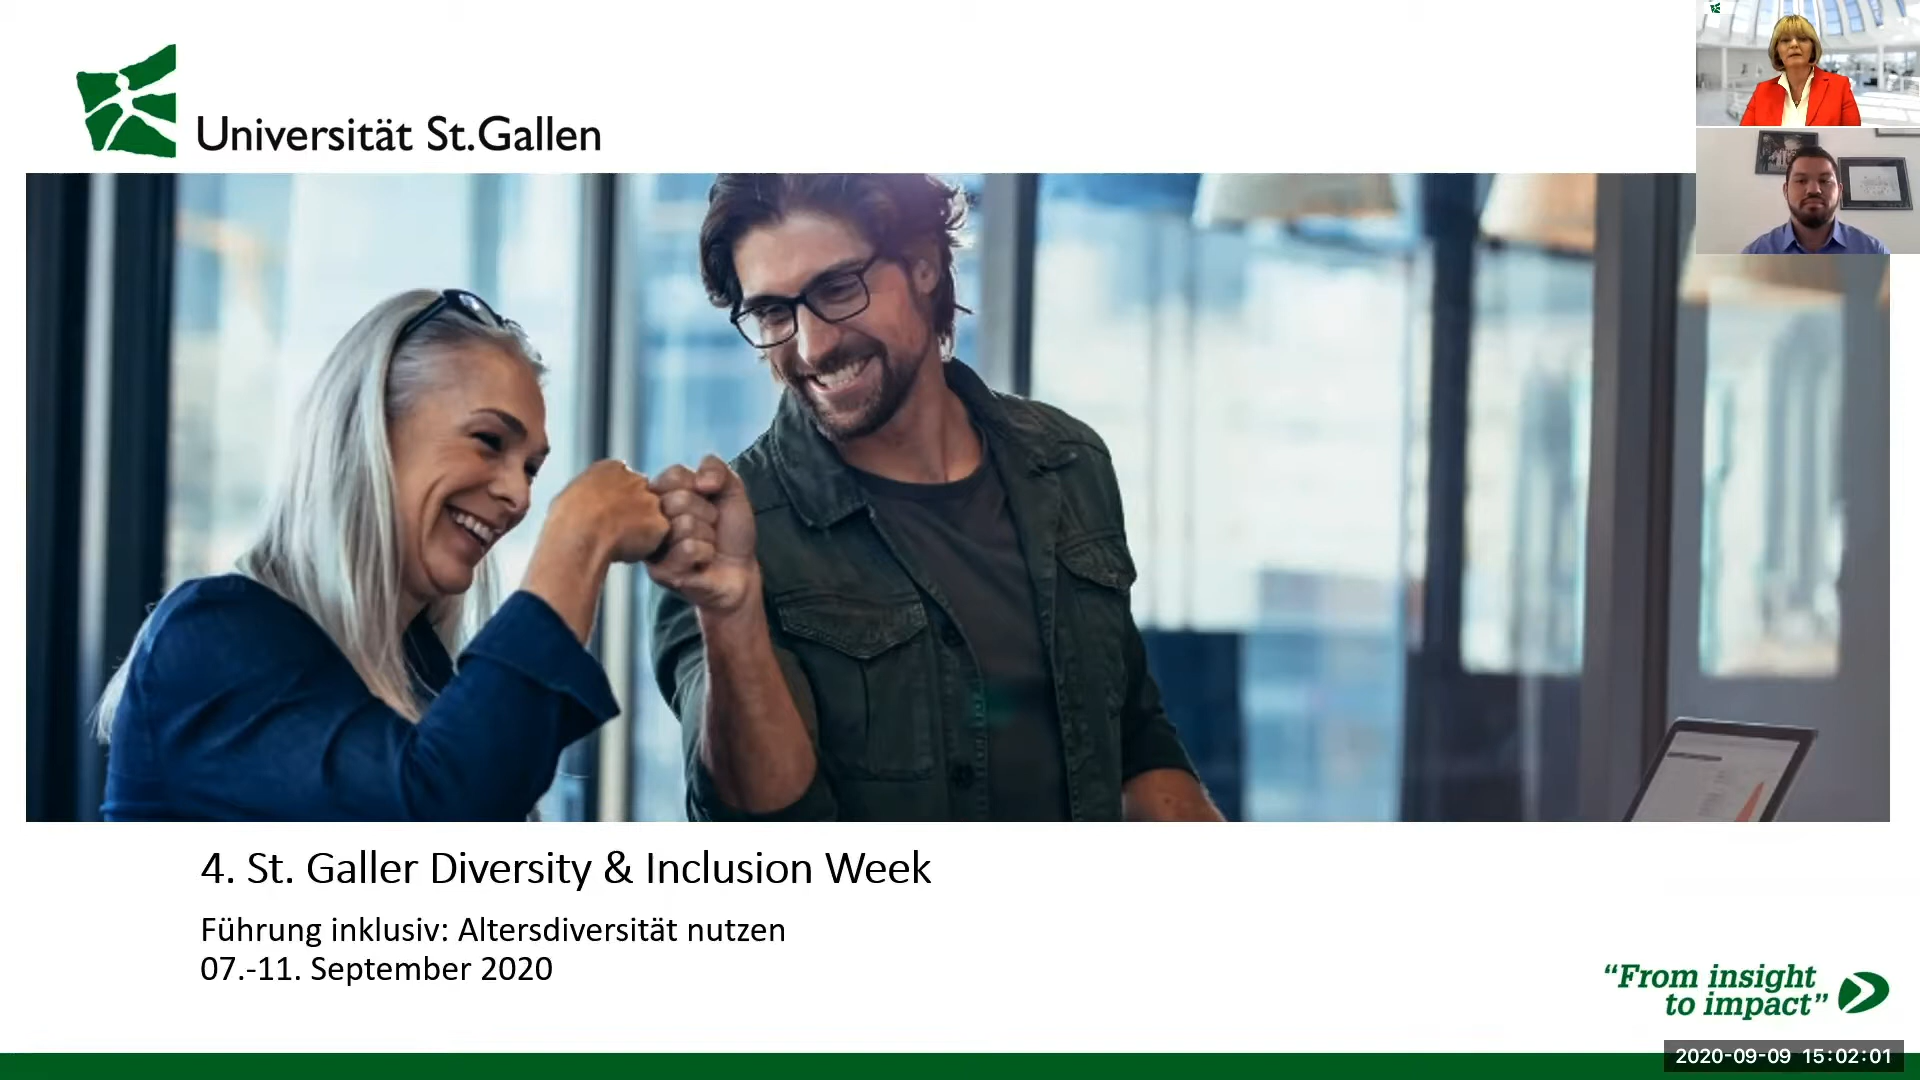 Universität St.Gallen
4. St. Galler Diversity & Inclusion Week
Führung inklusiv: Altersdiversität nutzen
07.-11. September 2020
“From insight
to impact”
2020-09-09 15:02:01